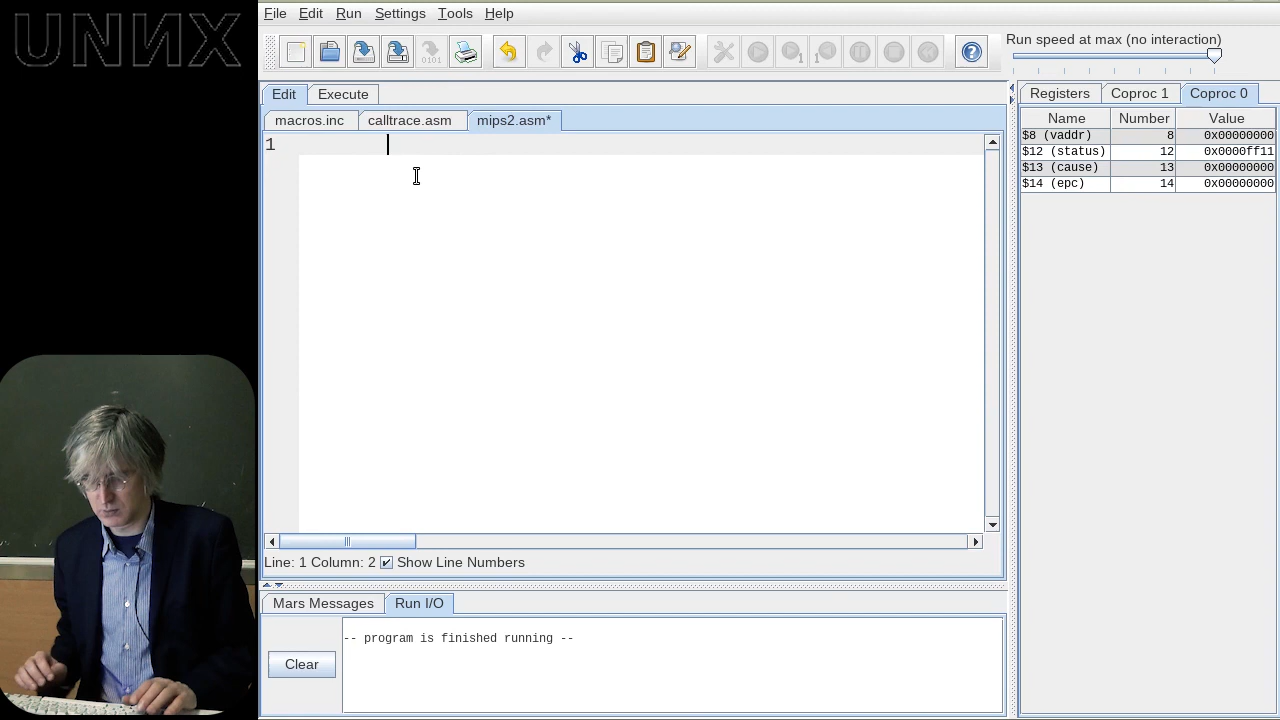 UNИX
File Edit Run Settings Tools Help
Run speed at max (no interaction)
Edit Execute
macros.inc calltrace.asm mips2.asm*
1
Line: 1 Column: 2 Show Line Numbers
Mars Messages Run I/O
-- program is finished running --
Clear
Registers Coproc 1 Coproc 0
Name Number Value
$8 (vaddr) 8 0x00000000
$12 (status) 12 0x0000ff11
$13 (cause) 13 0x00000000
$14 (epc) 14 0x00000000